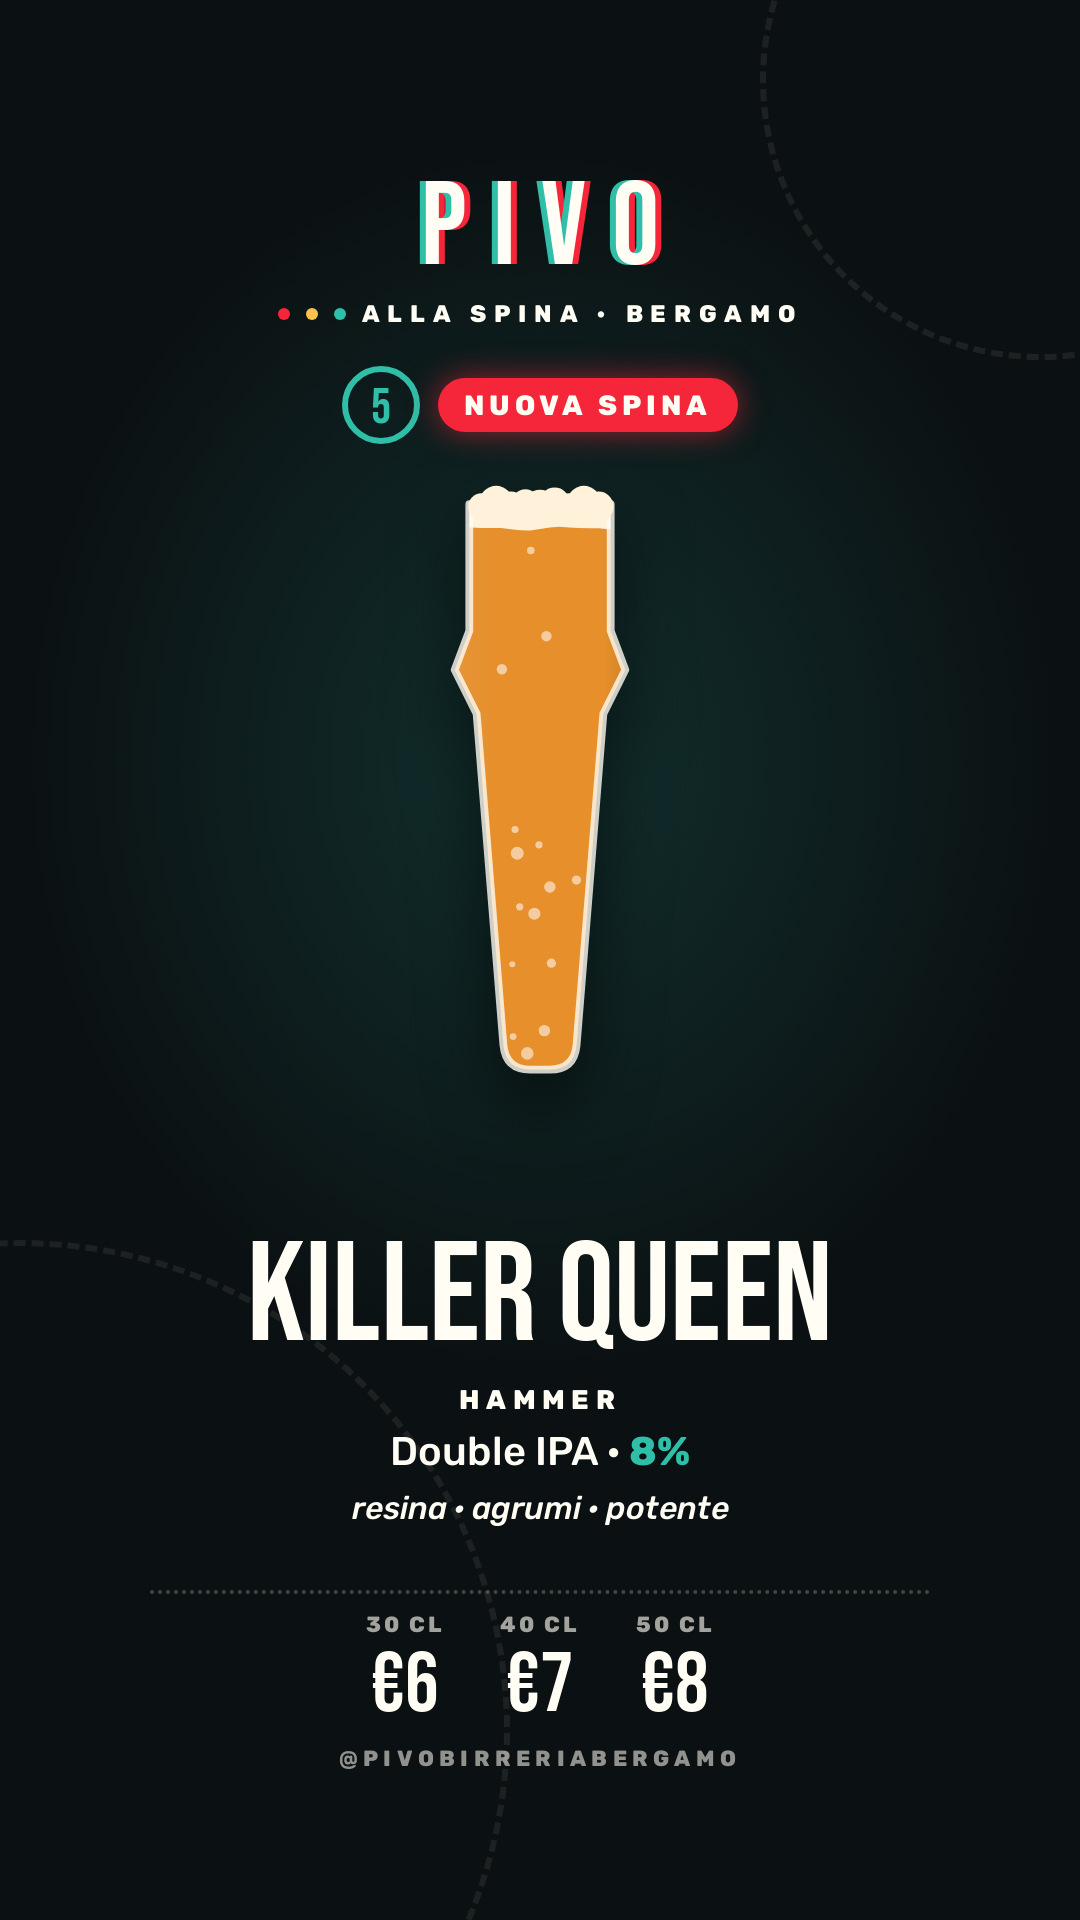 PIVO
ALLA SPINA • BERGAMO
5 NUOVA SPINA
KILLER QUEEN
HAMMER
Double IPA • 8%
resina • agrumi • potente
30 CL 40 CL 50 CL
€6 €7 €8
@PIVOBIRRERIABERGAMO